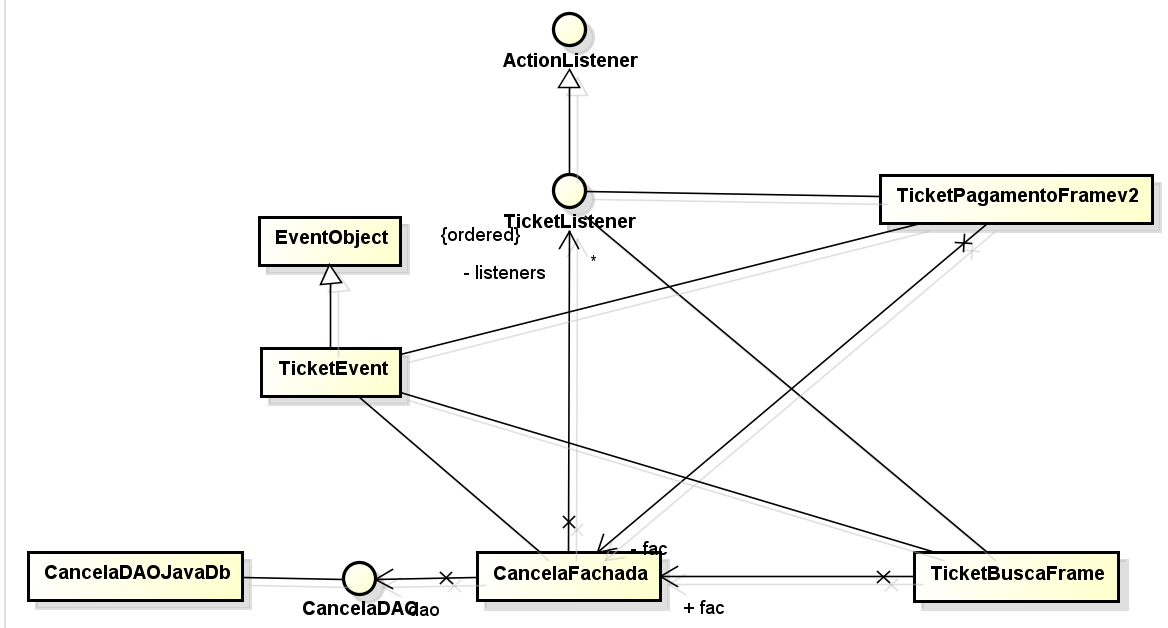 ActionListener
TicketPagamentoFramev2
TicketListener
{ordered}
EventObject
*
- listeners
TicketEvent
- fac
CancelaDAOJavaDb
CancelaFachada
TicketBuscaFrame
CancelaDAO
dao
+ fac